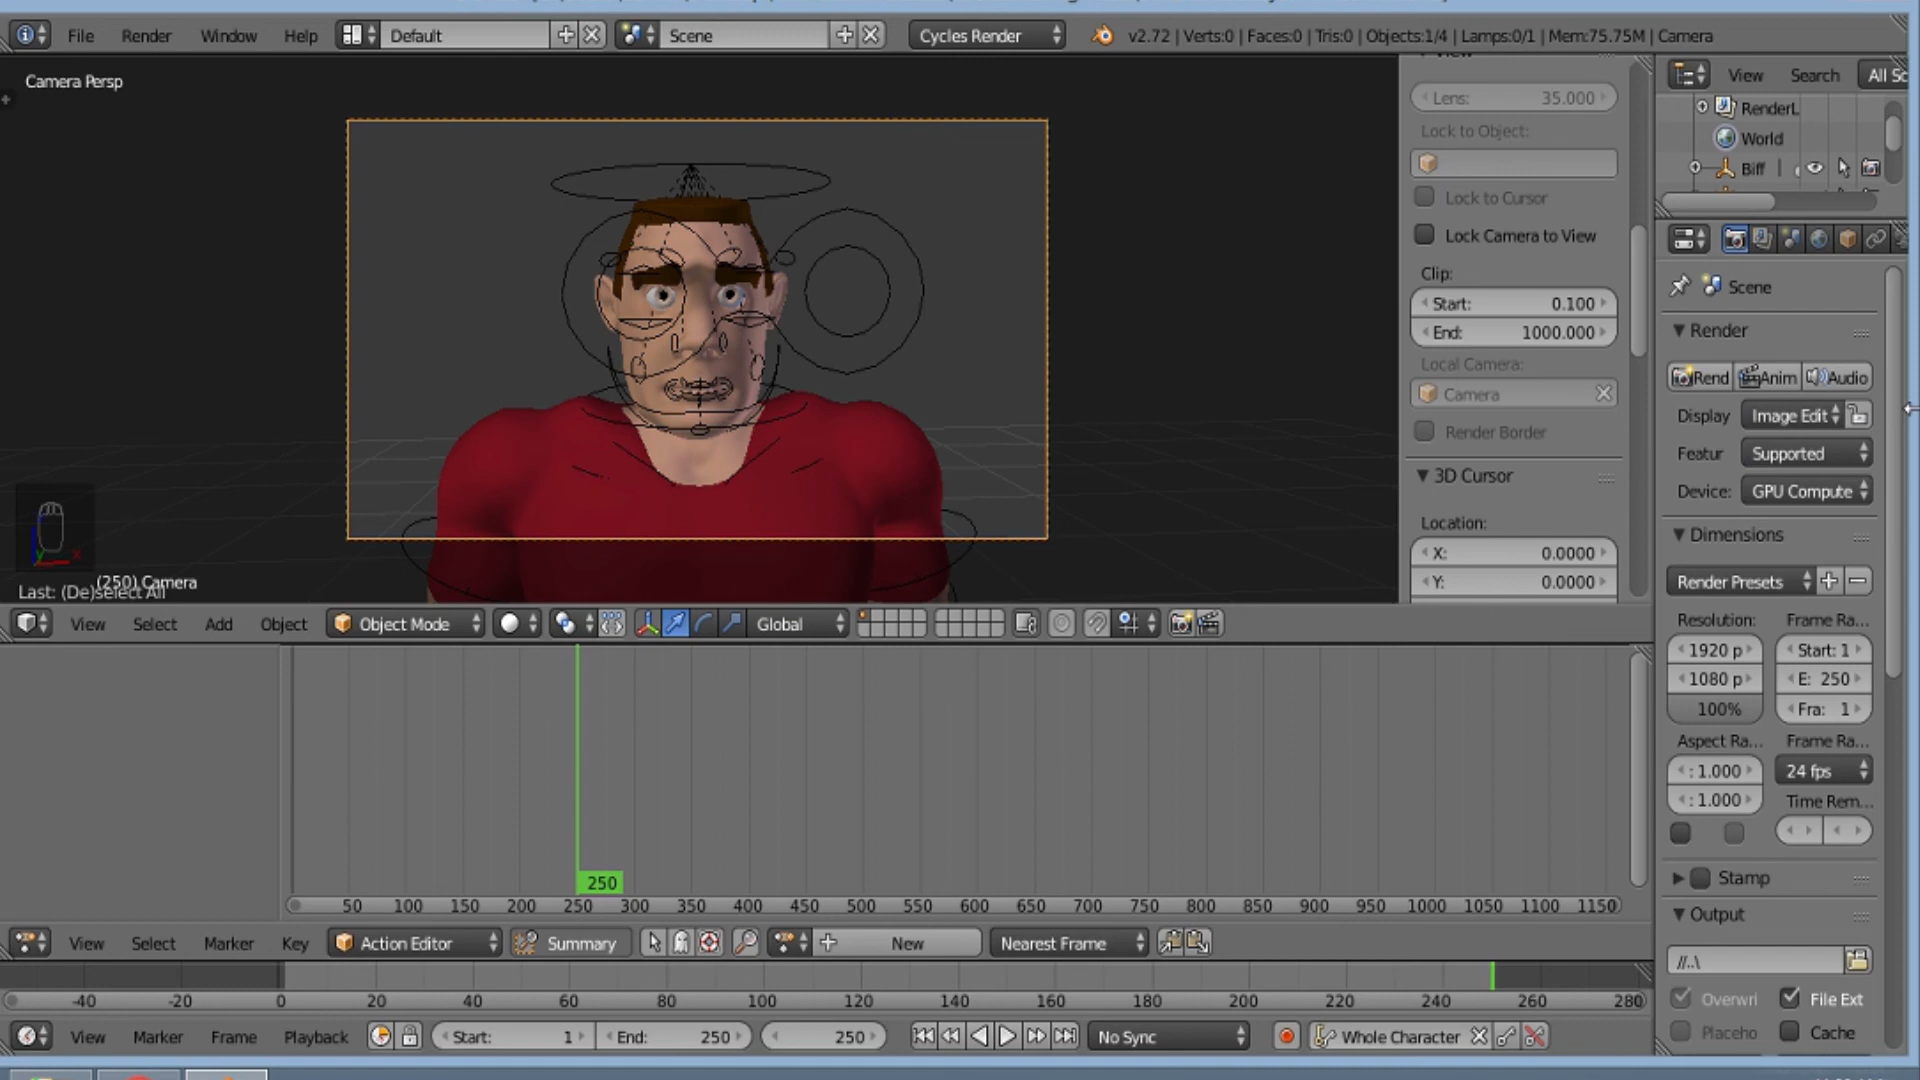 File Render Window Help Default Scene Cycles Render v2.72 | Verts:0 | Faces:0 | Tris:0 | Objects:1/4 | Lamps:0/1 | Mem:75.75M | Camera
Camera Persp
(250) Camera
Last: (De)select All
View
Lens: 35.000
Lock to Object:
Lock to Cursor
Lock Camera to View
Clip:
Start: 0.100
End: 1000.000
Local Camera:
Camera
Render Border
3D Cursor
Location:
X: 0.0000
Y: 0.0000
View Search All Sc
RenderL
World
Biff
Scene
Render
Rend Anim Audio
Display Image Edit
Featur Supported
Device: GPU Compute
Dimensions
Render Presets
Resolution: Frame Ra...
1920 p Start: 1
1080 p E: 250
100% Fra: 1
Aspect Ra... Frame Ra...
: 1.000 24 fps
: 1.000 Time Rem...
Stamp
Output
//..\
Overwri File Ext
Placeho Cache
View Select Add Object Object Mode Global
250
50 100 150 200 250 300 350 400 450 500 550 600 650 700 750 800 850 900 950 1000 1050 1100 1150
View Select Marker Key Action Editor Summary New Nearest Frame
-40 -20 0 20 40 60 80 100 120 140 160 180 200 220 240 260 280
View Marker Frame Playback Start: 1 End: 250 250 No Sync Whole Character